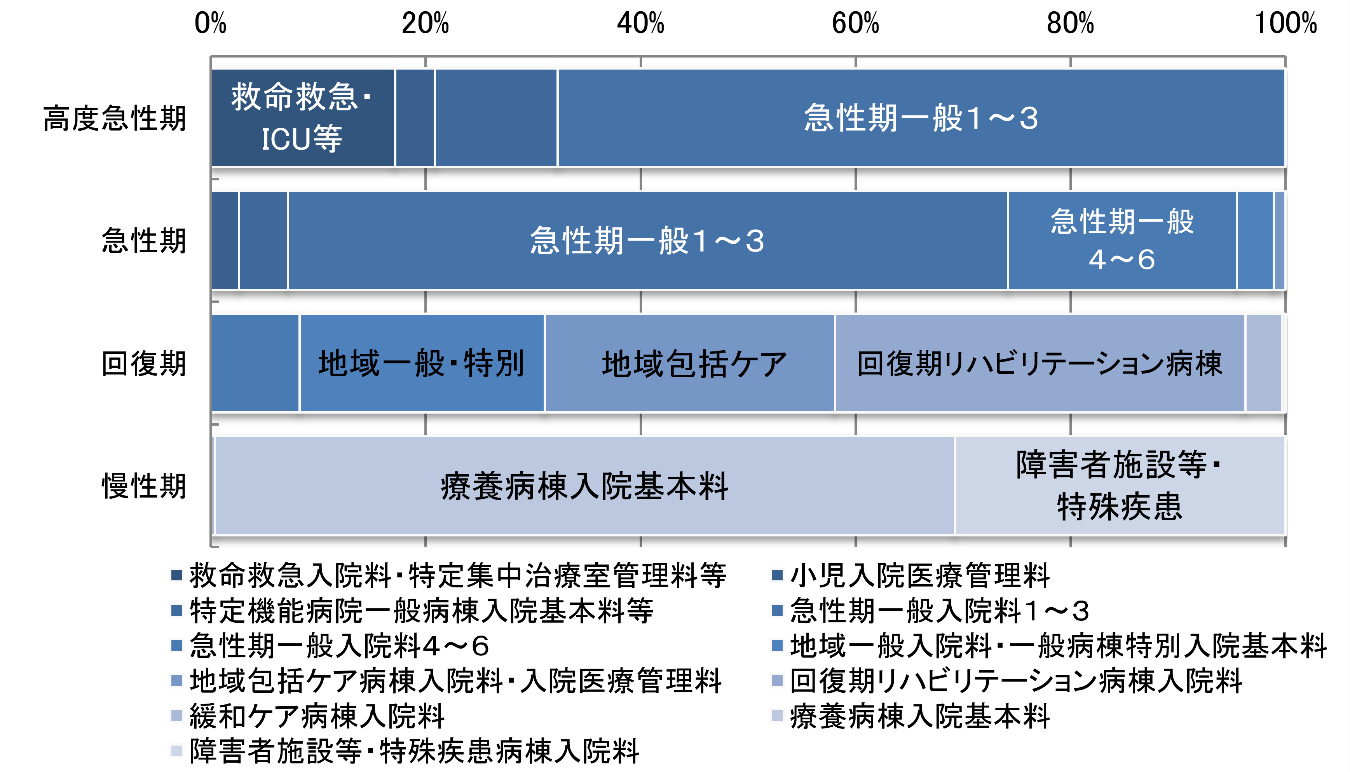 0% 20% 40% 60% 80% 100%
高度急性期
救命救急・
ICU等
急性期一般１～３
急性期
急性期一般１～３
急性期一般
４～６
回復期
地域一般・特別
地域包括ケア
回復期リハビリテーション病棟
慢性期
療養病棟入院基本料
障害者施設等・
特殊疾患
救命救急入院料・特定集中治療室管理料等
小児入院医療管理料
特定機能病院一般病棟入院基本料等
急性期一般入院料１～３
急性期一般入院料４～６
地域一般入院料・一般病棟特別入院基本料
地域包括ケア病棟入院料・入院医療管理料
回復期リハビリテーション病棟入院料
緩和ケア病棟入院料
療養病棟入院基本料
障害者施設等・特殊疾患病棟入院料